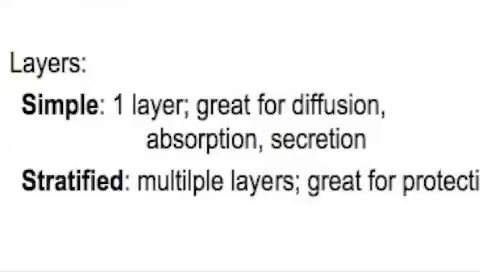 Layers:
Simple: 1 layer; great for diffusion,
absorption, secretion
Stratified: multilple layers; great for protecti